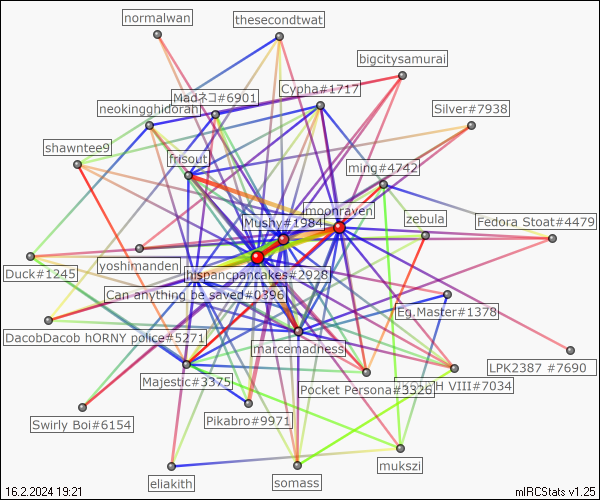 normalwan
thesecondtwat
bigcitysamurai
Madネコ#6901
Cypha#1717
neokingghidorah
Silver#7938
shawntee9
frisout
ming#4742
moonraven
Mushy#1984
zebula
Fedora Stoat#4479
yoshimanden
Duck#1245
hispancpancakes#2928
Can anything be saved#0396
Eg.Master#1378
DacobDacob hORNY police#5271
marcemadness
LPK2387 #7690
Majestic#3375
Pocket Persona#3326
H VIII#7034
Swirly Boi#6154
Pikabro#9971
mukszi
eliakith
somass
16.2.2024 19:21
mIRCStats v1.25